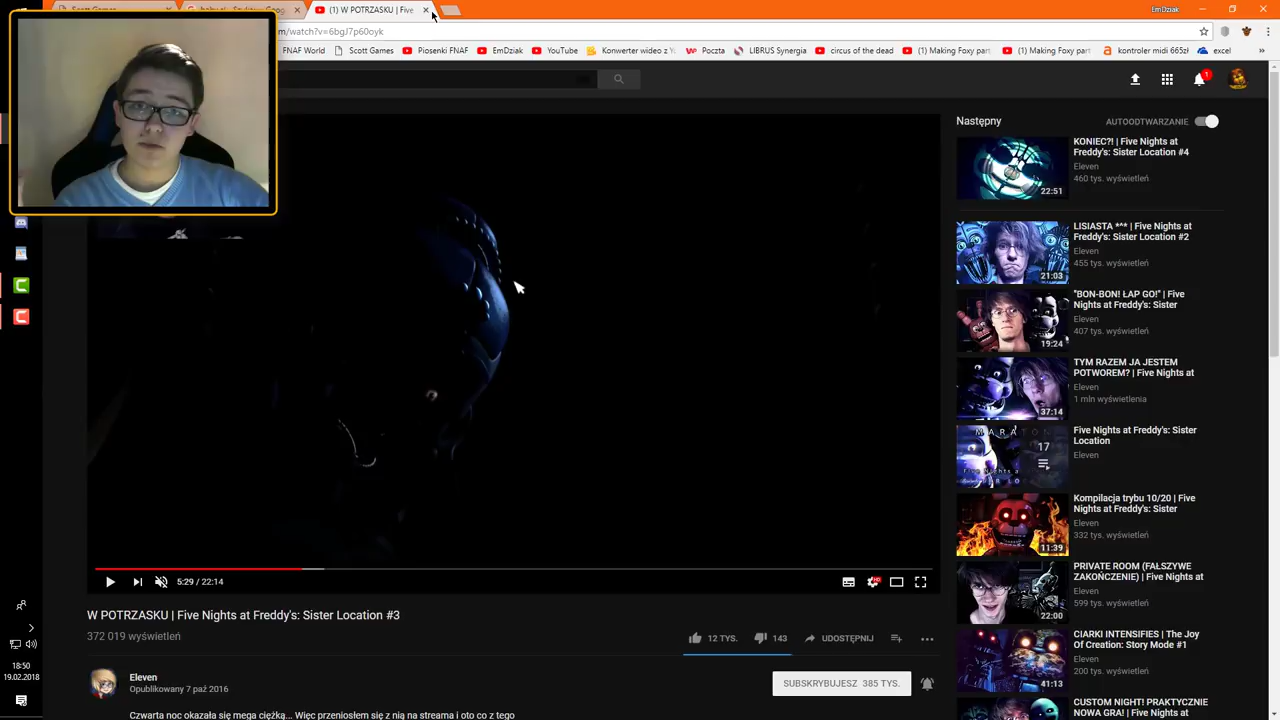 Scott Games
(1) W POTRZASKU | Five
EmDziak
m/watch?v=6bgJ7p60oyk
FNAF World
Scott Games
Piosenki FNAF
EmDziak
YouTube
Konwerter wideo z Y
Poczta
LIBRUS Synergia
circus of the dead
(1) Making Foxy part
(1) Making Foxy part
kontroler midi 665zł
excel
1
Następny
AUTOODTWARZANIE
KONIEC?! | Five Nights at
Freddy's: Sister Location #4
Eleven
460 tys. wyświetleń
22:51
LISIASTA *** | Five Nights at
Freddy's: Sister Location #2
Eleven
455 tys. wyświetleń
21:03
"BON-BON! ŁAP GO!" | Five
Nights at Freddy's: Sister Location
Eleven
407 tys. wyświetleń
19:24
TYM RAZEM JA JESTEM
POTWOREM? | Five Nights at
Eleven
1 mln wyświetlenia
37:14
MARATON
17
Five Nights at Freddy's: Sister
Location
Eleven
Kompilacja trybu 10/20 | Five
Nights at Freddy's: Sister
Eleven
332 tys. wyświetleń
11:39
PRIVATE ROOM (FAŁSZYWE
ZAKOŃCZENIE) | Five Nights at
Eleven
599 tys. wyświetleń
22:00
CIARKI INTENSIFIES | The Joy
Of Creation: Story Mode #1
Eleven
200 tys. wyświetleń
41:13
CUSTOM NIGHT! PRAKTYCZNIE
NOWA GRA! | Five Nights at
5:29 / 22:14
HD
W POTRZASKU | Five Nights at Freddy's: Sister Location #3
372 019 wyświetleń
12 TYS.
143
UDOSTĘPNIJ
Eleven
Opublikowany 7 paź 2016
SUBSKRYBUJESZ 385 TYS.
Czwarta noc okazała się mega ciężką... Więc przeniosłem się z nią na streama i oto co z tego
18:50
19.02.2018